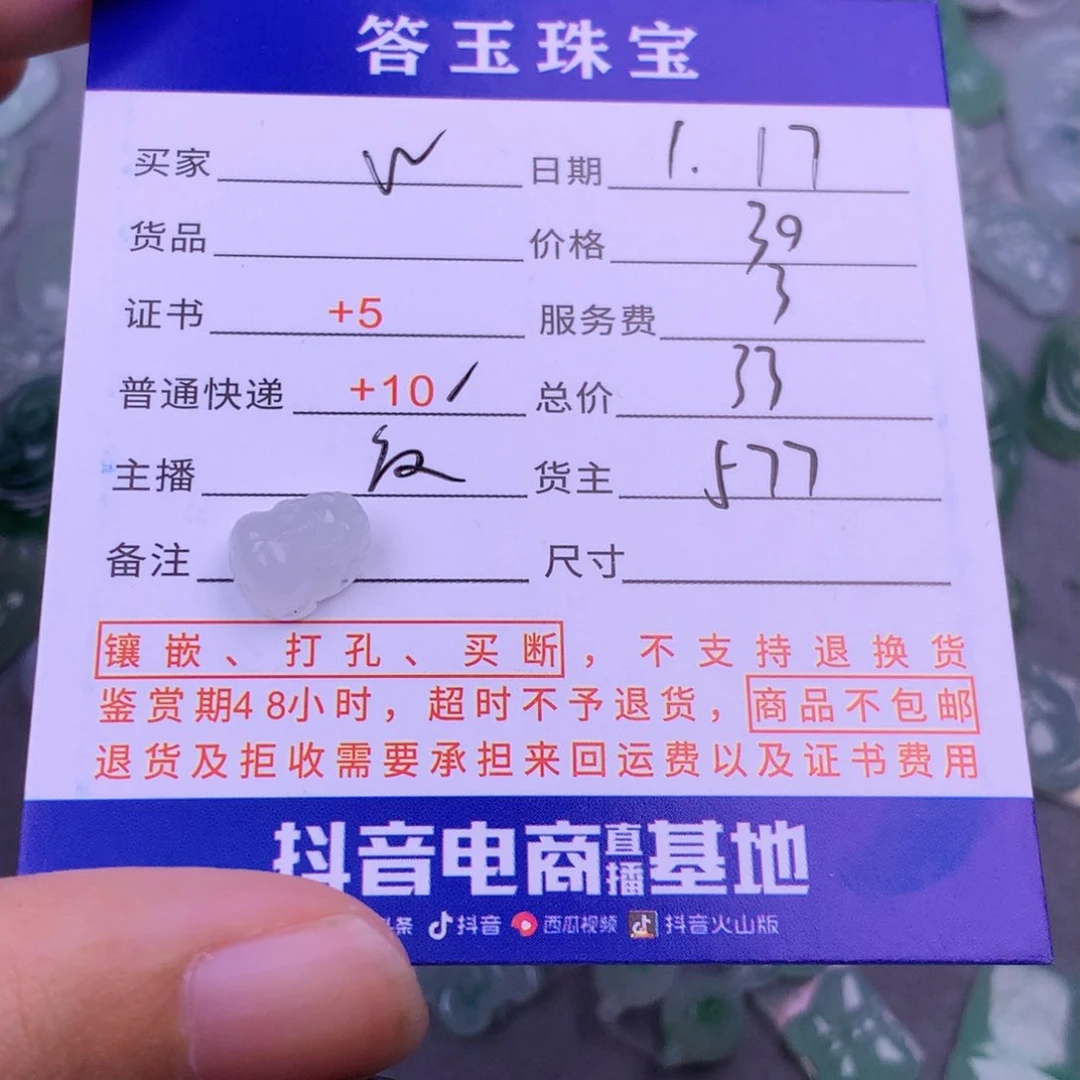 答玉珠宝
买家 日期 1.17
货品 价格 39
证书 +5 服务费 3
普通快递 +10 总价 33
主播 货主 577
备注 尺寸
镶嵌、打孔、买断，不支持退换货
鉴赏期48小时，超时不予退货，商品不包邮
退货及拒收需要承担来回运费以及证书费用
抖音电商直播基地
条 抖音 西瓜视频 抖音火山版